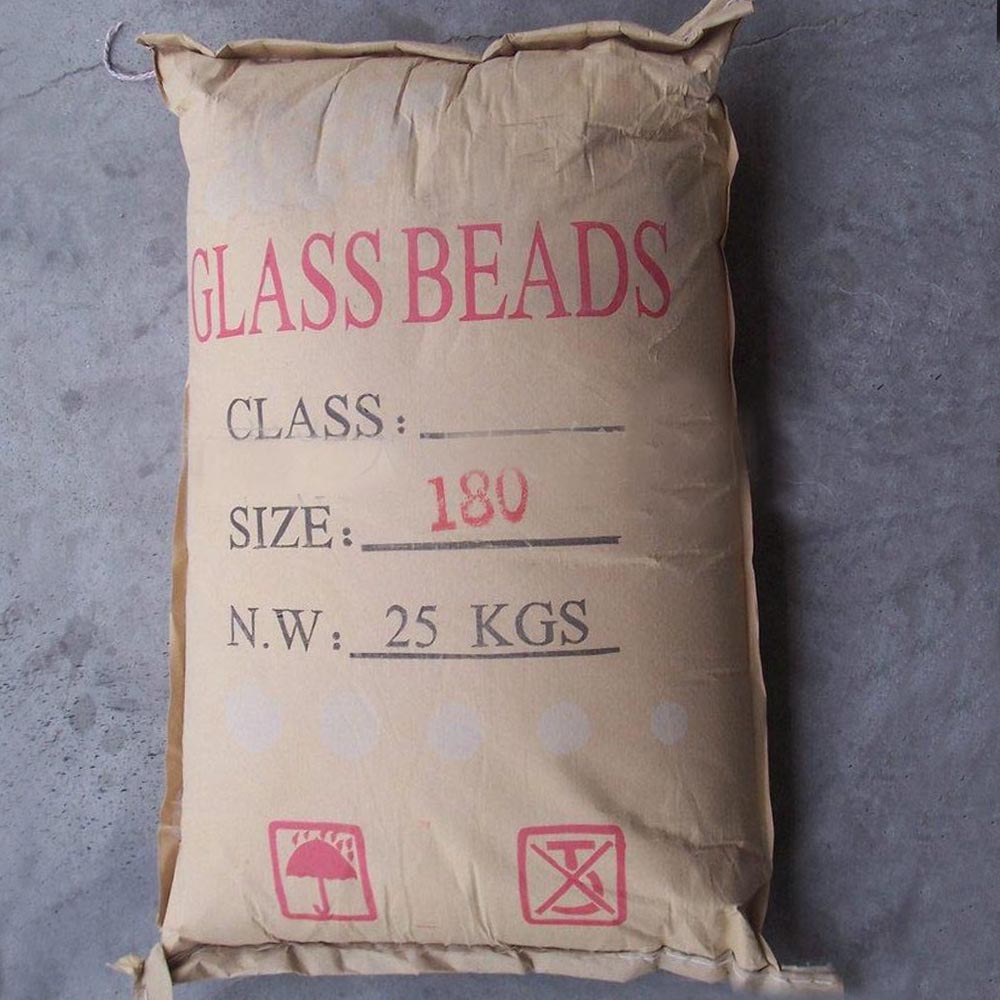 GLASS BEADS
CLASS:
SIZE: 180
N.W: 25 KGS